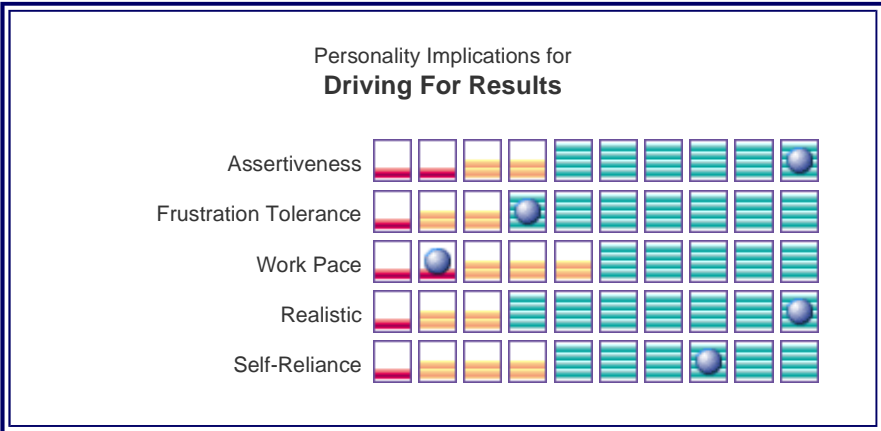 Personality Implications for
Driving For Results
Assertiveness
Frustration Tolerance
Work Pace
Realistic
Self-Reliance